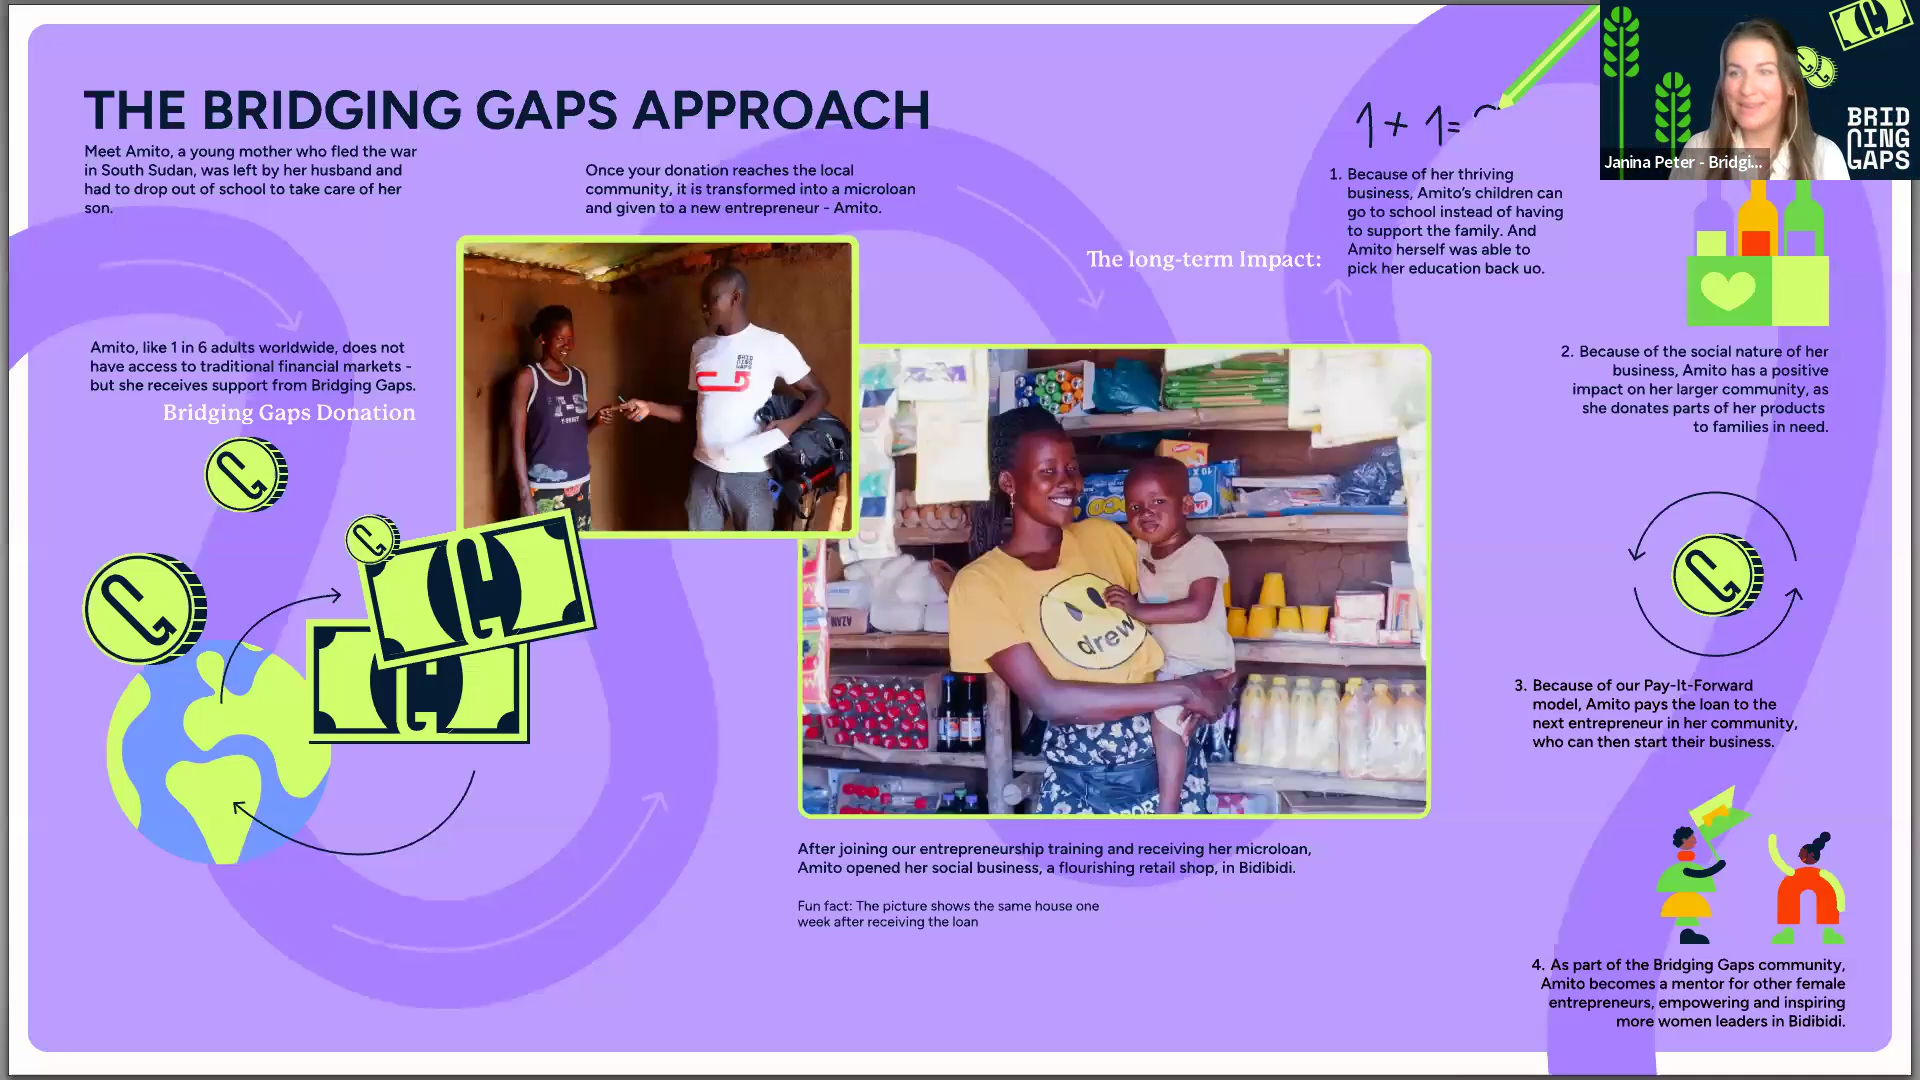 THE BRIDGING GAPS APPROACH
Meet Amito, a young mother who fled the war
in South Sudan, was left by her husband and
had to drop out of school to take care of her
son.
Once your donation reaches the local
community, it is transformed into a microloan
and given to a new entrepreneur - Amito.
Amito, like 1 in 6 adults worldwide, does not
have access to traditional financial markets -
but she receives support from Bridging Gaps.
Bridging Gaps Donation
After joining our entrepreneurship training and receiving her microloan,
Amito opened her social business, a flourishing retail shop, in Bidibidi.
Fun fact: The picture shows the same house one
week after receiving the loan
drew
The long-term Impact:
1 + 1 =
1. Because of her thriving
business, Amito's children can
go to school instead of having
to support the family. And
Amito herself was able to
pick her education back uo.
2. Because of the social nature of her
business, Amito has a positive
impact on her larger community, as
she donates parts of her products
to families in need.
3. Because of our Pay-It-Forward
model, Amito pays the loan to the
next entrepreneur in her community,
who can then start their business.
4. As part of the Bridging Gaps community,
Amito becomes a mentor for other female
entrepreneurs, empowering and inspiring
more women leaders in Bidibidi.
Janina Peter - Bridgi...
BRID
GING
GAPS